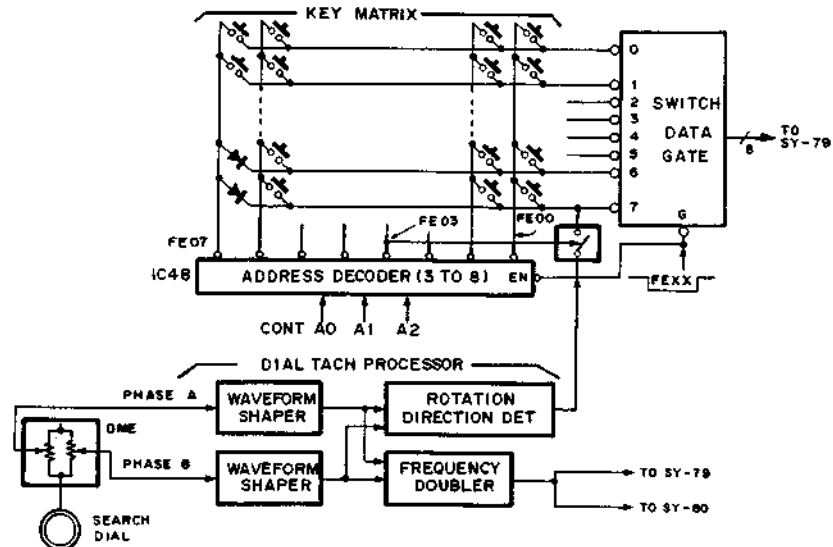 KEY MATRIX
0
1
2
3
4
5
6
7
SWITCH
DATA
GATE
G
8
TO
SY-79
FE03
FE00
FE07
IC48
ADDRESS DECODER (3 TO 8)
EN
FEXX
CONT A0 A1 A2
DIAL TACH PROCESSOR
PHASE A
WAVEFORM
SHAPER
ROTATION
DIRECTION DET
DME
PHASE B
WAVEFORM
SHAPER
FREQUENCY
DOUBLER
TO SY-79
TO SY-80
SEARCH
DIAL